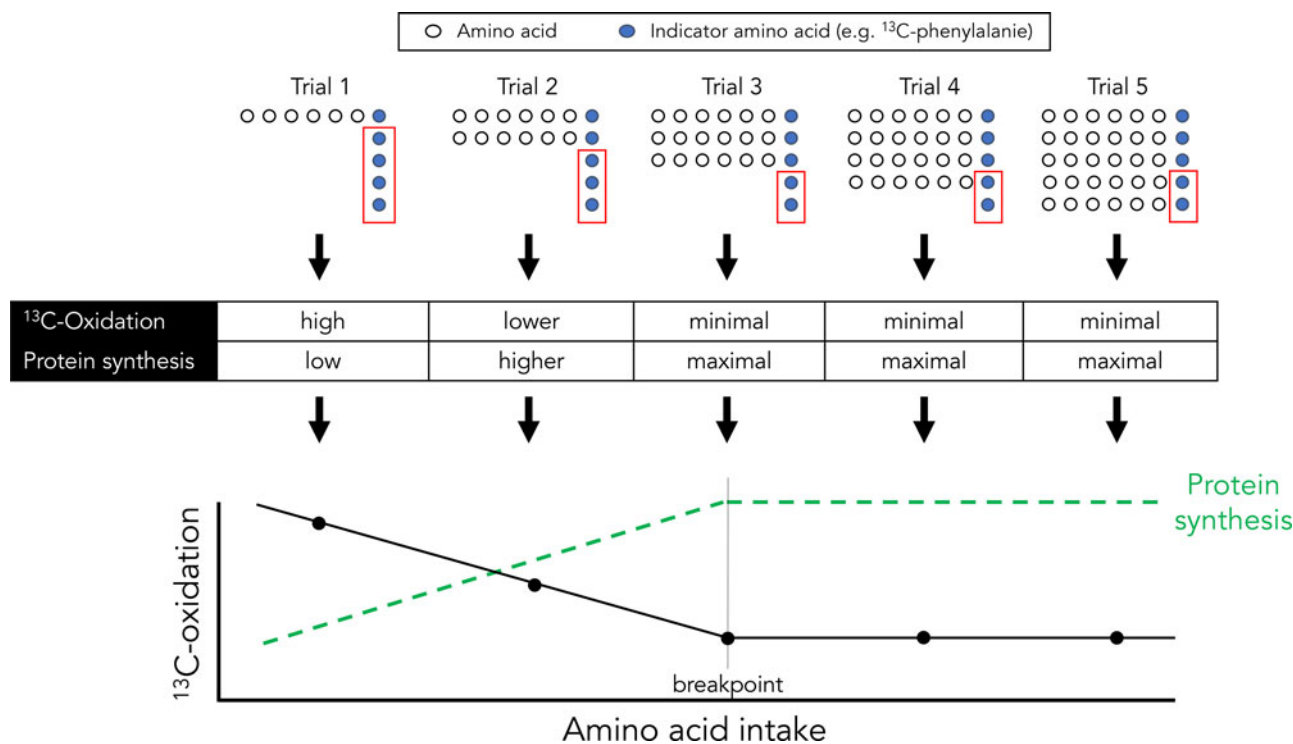 Amino acid Indicator amino acid (e.g. ¹³C-phenylalanie)
Trial 1 Trial 2 Trial 3 Trial 4 Trial 5
¹³C-Oxidation high lower minimal minimal minimal
Protein synthesis low higher maximal maximal maximal
Protein
synthesis
¹³C-oxidation
breakpoint
Amino acid intake